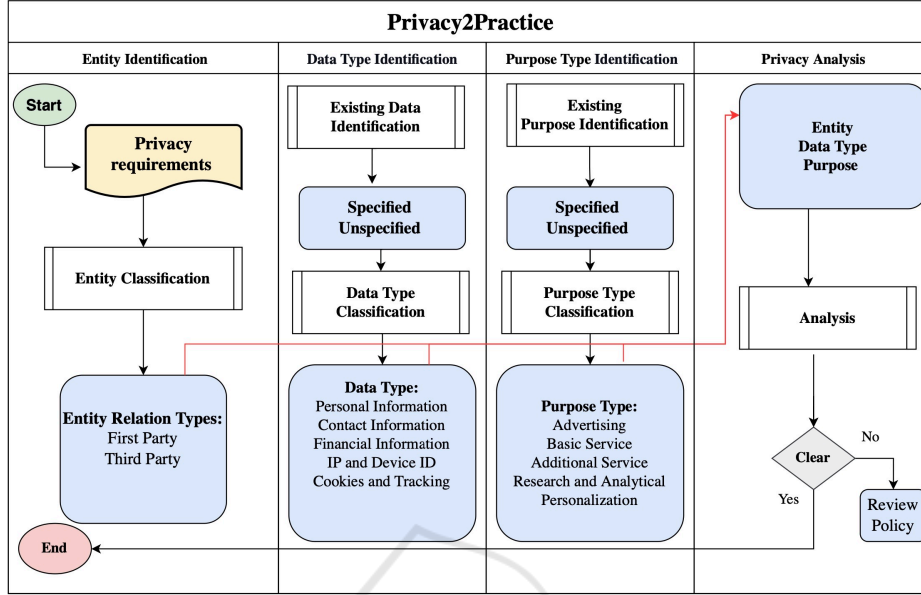 Privacy2Practice
Entity Identification
Data Type Identification
Purpose Type Identification
Privacy Analysis
Start
Privacy
requirements
Entity Classification
Entity Relation Types:
First Party
Third Party
End
Existing Data
Identification
Specified
Unspecified
Data Type
Classification
Data Type:
Personal Information
Contact Information
Financial Information
IP and Device ID
Cookies and Tracking
Existing
Purpose Identification
Specified
Unspecified
Purpose Type
Classification
Purpose Type:
Advertising
Basic Service
Additional Service
Research and Analytical
Personalization
Entity
Data Type
Purpose
Analysis
Clear
No
Yes
Review
Policy